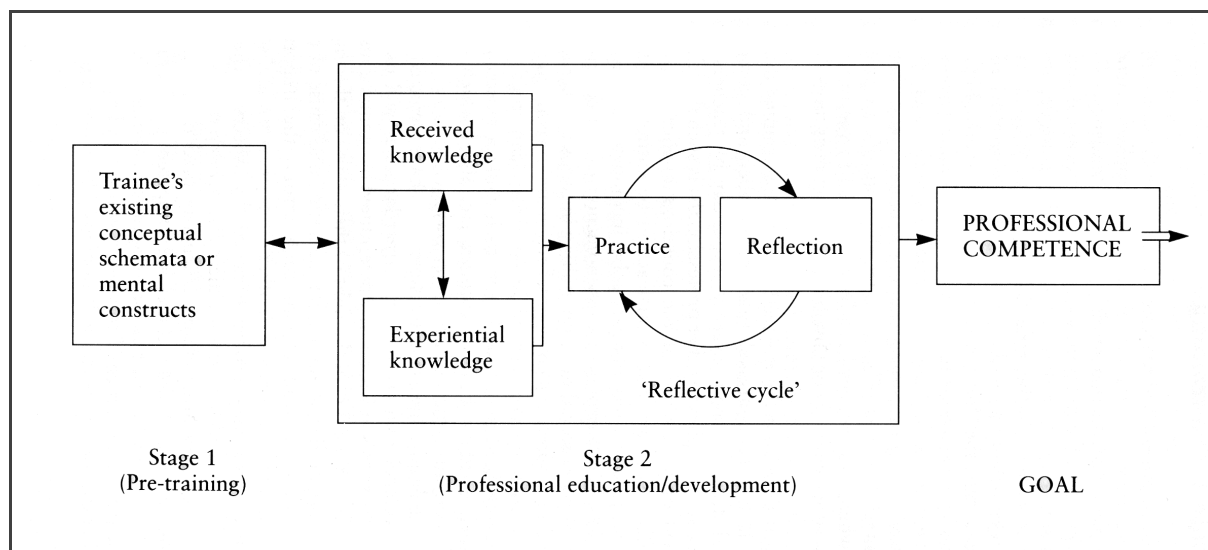 Trainee's
existing
conceptual
schemata or
mental
constructs
Received
knowledge
Experiential
knowledge
Practice
Reflection
‘Reflective cycle’
PROFESSIONAL
COMPETENCE
Stage 1
(Pre-training)
Stage 2
(Professional education/development)
GOAL